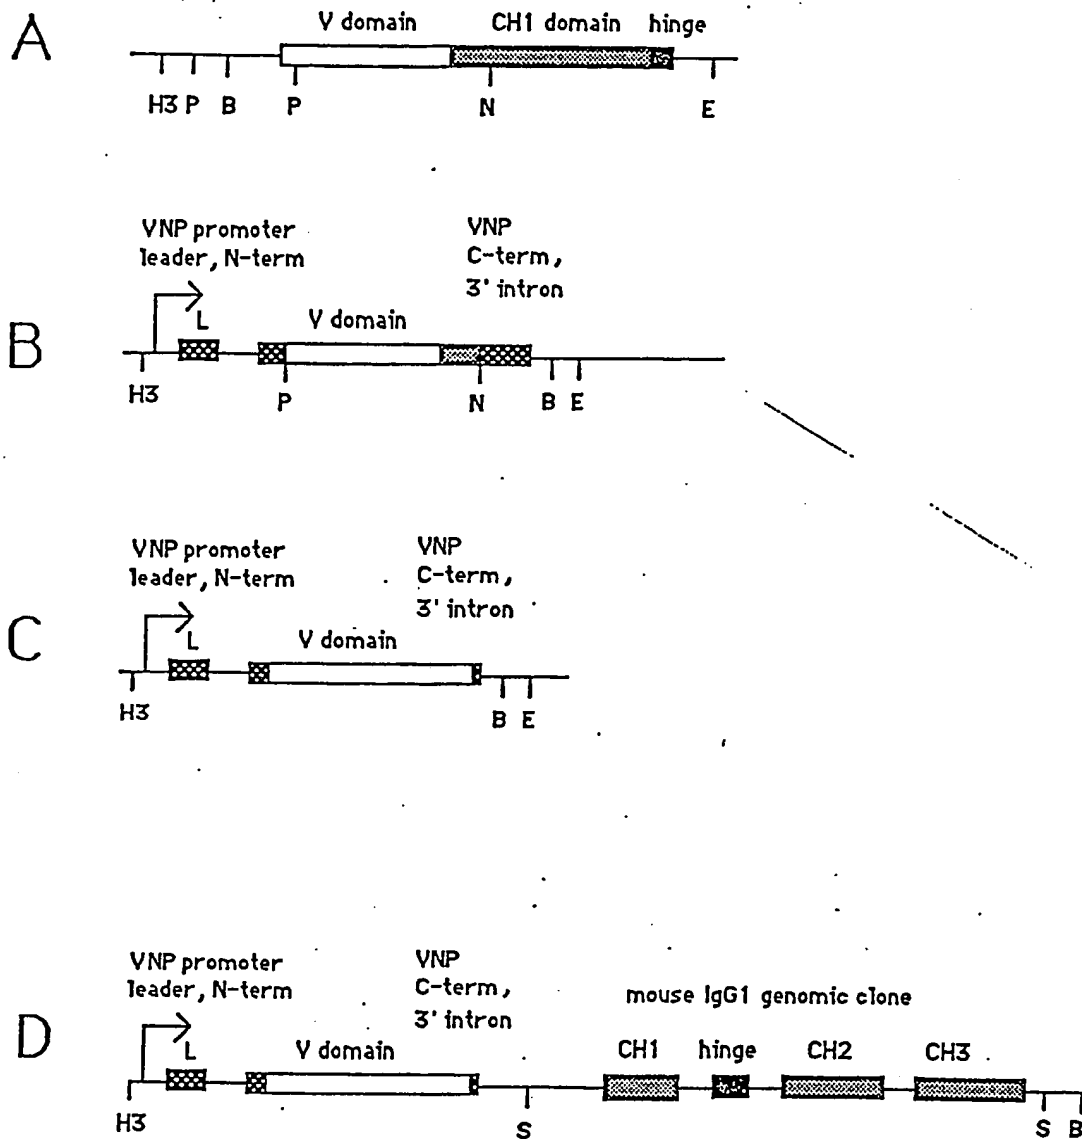 A
V domain CH1 domain hinge
H3 P B P N E
VNP promoter
leader, N-term
VNP
C-term,
3' intron
B
L
V domain
H3 P N B E
VNP promoter
leader, N-term
VNP
C-term,
3' intron
C
L
V domain
H3 B E
VNP promoter
leader, N-term
VNP
C-term,
3' intron
mouse IgG1 genomic clone
D
L
V domain
CH1 hinge CH2 CH3
H3 S S B